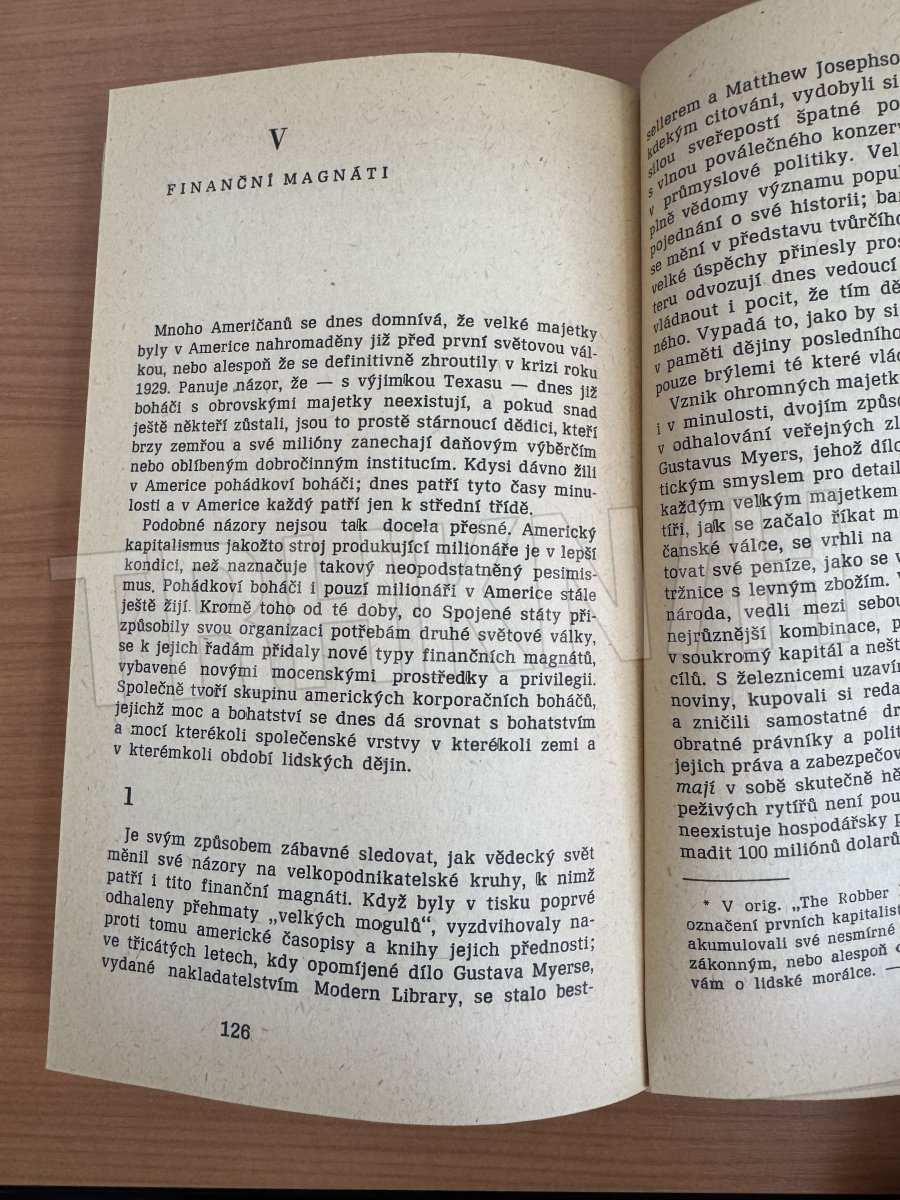 V
FINANČNÍ MAGNÁTI
Mnoho Američanů se dnes domnívá, že velké majetky
byly v Americe nahromaděny již před první světovou vál-
kou, nebo alespoň že se definitivně zhroutily v krizi roku
1929. Panuje názor, že — s výjimkou Texasu — dnes již
boháči s obrovskými majetky neexistují, a pokud snad
ještě někteří zůstali, jsou to prostě stárnoucí dědici, kteří
brzy zemřou a své milióny zanechají daňovým výběrčím
nebo oblíbeným dobročinným institucím. Kdysi dávno žili
v Americe pohádkoví boháči; dnes patří tyto časy minu-
losti a v Americe každý patří jen k střední třídě.
Podobné názory nejsou tak docela přesné. Americký
kapitalismus jakožto stroj produkující milionáře je v lepší
kondici, než naznačuje takový neopodstatněný pesimis-
mus. Pohádkoví boháči i pouzí milionáři v Americe stále
ještě žijí. Kromě toho od té doby, co Spojené státy při-
způsobily svou organizaci potřebám druhé světové války,
se k jejich řadám přidaly nové typy finančních magnátů,
vybavené novými mocenskými prostředky a privilegii.
Společně tvoří skupinu amerických korporačních boháčů,
jejichž moc a bohatství se dnes dá srovnat s bohatstvím
a mocí kterékoli společenské vrstvy v kterékoli zemi a
v kterémkoli období lidských dějin.
1
Je svým způsobem zábavné sledovat, jak vědecký svět
měnil své názory na velkopodnikatelské kruhy, k nimž
patří i tito finanční magnáti. Když byly v tisku poprvé
odhaleny přehmaty „velkých mogulů“, vyzdvihovaly na-
proti tomu americké časopisy a knihy jejich přednosti;
ve třicátých letech, kdy opomíjené dílo Gustava Myerse,
vydané nakladatelstvím Modern Library, se stalo best-
126
sellerem a Matthew Josephso
kdekým citováni, vydobyli si
silou sveřepostí špatné po
s vlnou poválečného konzerv
v průmyslové politiky. Vel
plně vědomy významu popul
pojednání o své historii; ba
se mění v představu tvůrčího
velké úspěchy přinesly pros
teru odvozují dnes vedoucí
vládnout i pocit, že tím dě
ného. Vypadá to, jako by si
v paměti dějiny posledního
pouze brýlemi té které vlád
Vznik ohromných majetk
i v minulosti, dvojím způso
v odhalování veřejných zl
Gustavus Myers, jehož dílo
tickým smyslem pro detail
každým velkým majetkem
tíři, jak se začalo říkat m
čanské válce, se vrhli na
tovat své peníze, jako se v
tržnice s levným zbožím. V
národa, vedli mezi sebou
nejrůznější kombinace, p
v soukromý kapitál a nešt
cílů. S železnicemi uzavír
noviny, kupovali si reda
a zničili samostatné dr
obratné právníky a polit
jejich práva a zabezpečov
mají v sobě skutečně ně
peživých rytířů není pou
neexistuje hospodářsky p
madit 100 miliónů dolarů
* V orig. „The Robber
označení prvních kapitalist
akumulovali své nesmírné
zákonným, nebo alespoň
vám o lidské morálce. —